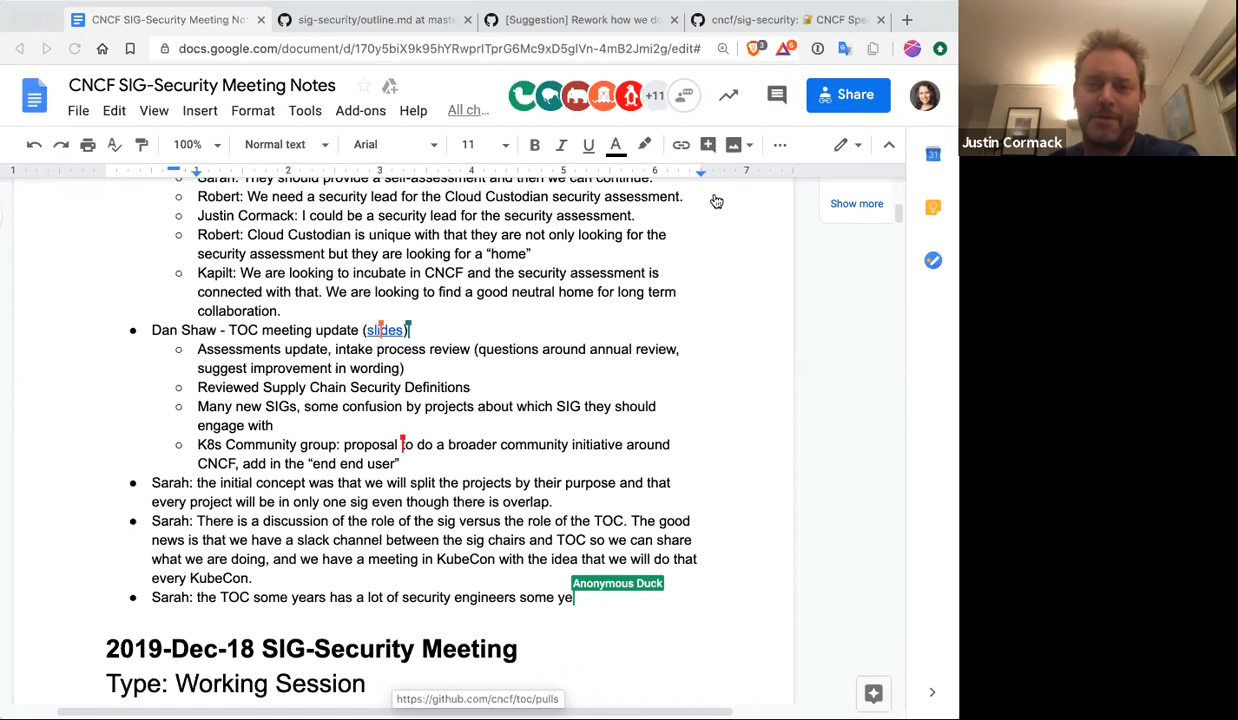 CNCF SIG-Security Meeting No
sig-security/outline.md at mast
[Suggestion] Rework how we do
cncf/sig-security: CNCF Spe
docs.google.com/document/d/170y5biX9k95hYRwprlTprG6Mc9xD5glVn-4mB2Jmi2g/edit#
3
6
CNCF SIG-Security Meeting Notes
File Edit View Insert Format Tools Add-ons Help All ch…
+11
Share
100% Normal text Arial 11 B I U A
1 1 2 3 4 5 6 7
31
Justin Cormack
Show more
○ Sarah: They should provide a self-assessment and then we can continue.
○ Robert: We need a security lead for the Cloud Custodian security assessment.
○ Justin Cormack: I could be a security lead for the security assessment.
○ Robert: Cloud Custodian is unique with that they are not only looking for the
security assessment but they are looking for a “home”
○ Kapilt: We are looking to incubate in CNCF and the security assessment is
connected with that. We are looking to find a good neutral home for long term
collaboration.
● Dan Shaw - TOC meeting update (slides)
○ Assessments update, intake process review (questions around annual review,
suggest improvement in wording)
○ Reviewed Supply Chain Security Definitions
○ Many new SIGs, some confusion by projects about which SIG they should
engage with
○ K8s Community group: proposal to do a broader community initiative around
CNCF, add in the “end end user”
● Sarah: the initial concept was that we will split the projects by their purpose and that
every project will be in only one sig even though there is overlap.
● Sarah: There is a discussion of the role of the sig versus the role of the TOC. The good
news is that we have a slack channel between the sig chairs and TOC so we can share
what we are doing, and we have a meeting in KubeCon with the idea that we will do that
every KubeCon.
Anonymous Duck
● Sarah: the TOC some years has a lot of security engineers some ye
2019-Dec-18 SIG-Security Meeting
Type: Working Session
https://github.com/cncf/toc/pulls